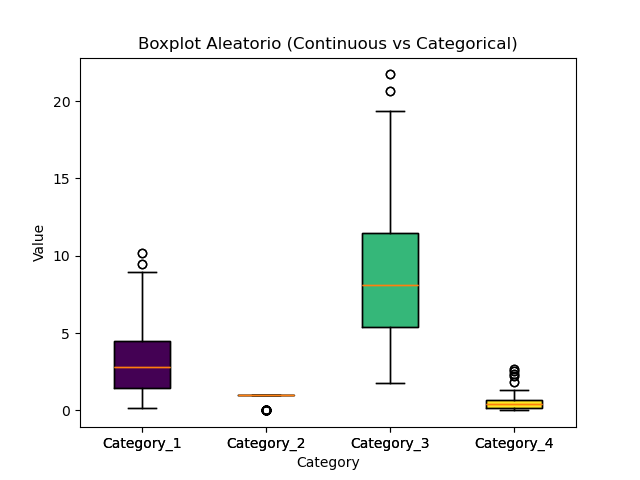 Boxplot Aleatorio (Continuous vs Categorical)
Value
20
15
10
5
0
Category_1 Category_2 Category_3 Category_4
Category